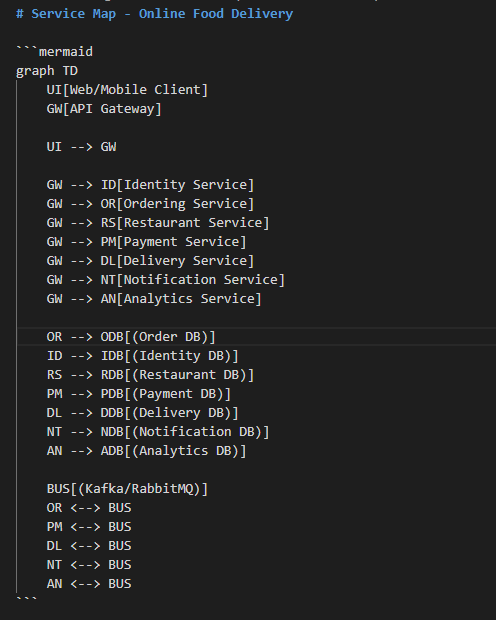 # Service Map - Online Food Delivery

```mermaid
graph TD
    UI[Web/Mobile Client]
    GW[API Gateway]

    UI --> GW

    GW --> ID[Identity Service]
    GW --> OR[Ordering Service]
    GW --> RS[Restaurant Service]
    GW --> PM[Payment Service]
    GW --> DL[Delivery Service]
    GW --> NT[Notification Service]
    GW --> AN[Analytics Service]

    OR --> ODB[(Order DB)]
    ID --> IDB[(Identity DB)]
    RS --> RDB[(Restaurant DB)]
    PM --> PDB[(Payment DB)]
    DL --> DDB[(Delivery DB)]
    NT --> NDB[(Notification DB)]
    AN --> ADB[(Analytics DB)]

    BUS[(Kafka/RabbitMQ)]
    OR <--> BUS
    PM <--> BUS
    DL <--> BUS
    NT <--> BUS
    AN <--> BUS
```